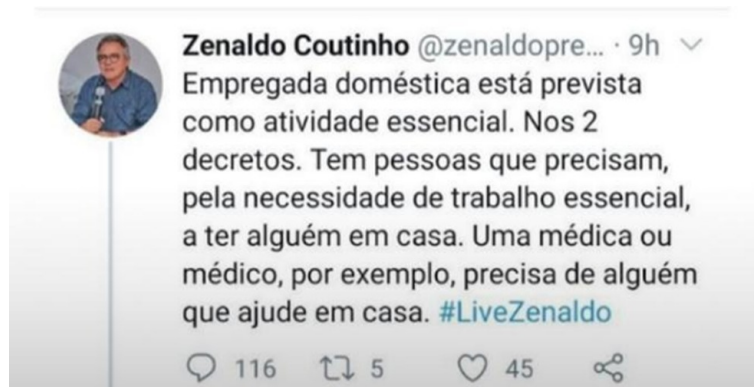 Zenaldo Coutinho @zenaldopre... · 9h
Empregada doméstica está prevista
como atividade essencial. Nos 2
decretos. Tem pessoas que precisam,
pela necessidade de trabalho essencial,
a ter alguém em casa. Uma médica ou
médico, por exemplo, precisa de alguém
que ajude em casa. #LiveZenaldo
116 5 45